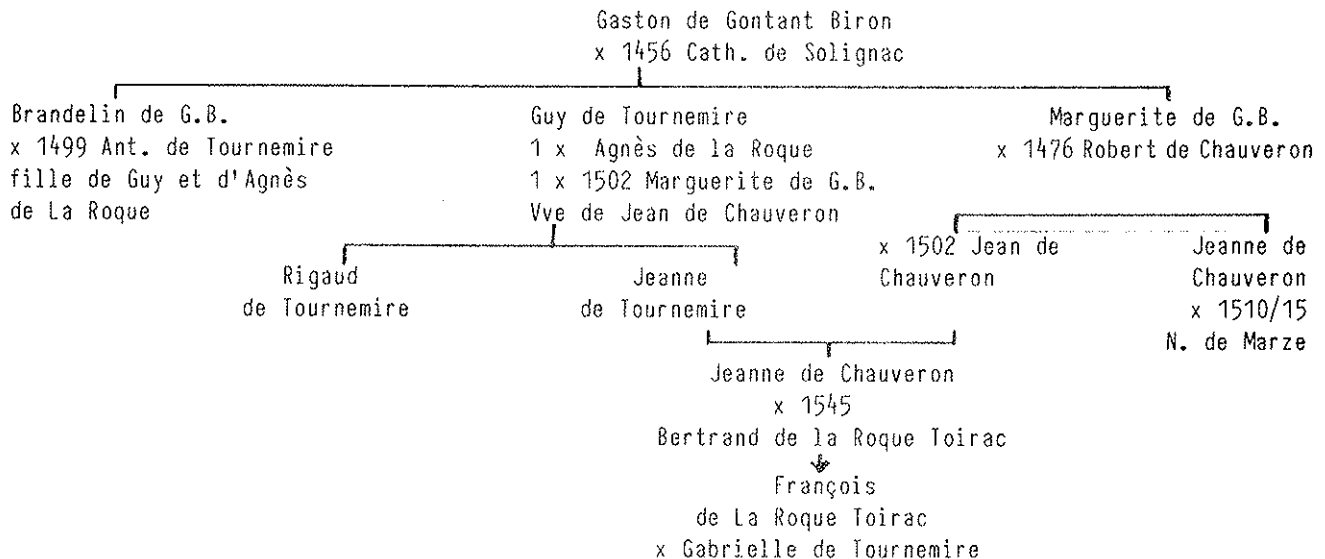 Gaston de Gontant Biron
x 1456 Cath. de Solignac
Brandelin de G.B.
x 1499 Ant. de Tournemire
fille de Guy et d'Agnès
de La Roque
Guy de Tournemire
1 x Agnès de la Roque
1 x 1502 Marguerite de G.B.
Vve de Jean de Chauveron
Marguerite de G.B.
x 1476 Robert de Chauveron
Rigaud
de Tournemire
Jeanne
de Tournemire
x 1502 Jean de
Chauveron
Jeanne de
Chauveron
x 1510/15
N. de Marze
Jeanne de Chauveron
x 1545
Bertrand de la Roque Toirac
François
de La Roque Toirac
x Gabrielle de Tournemire